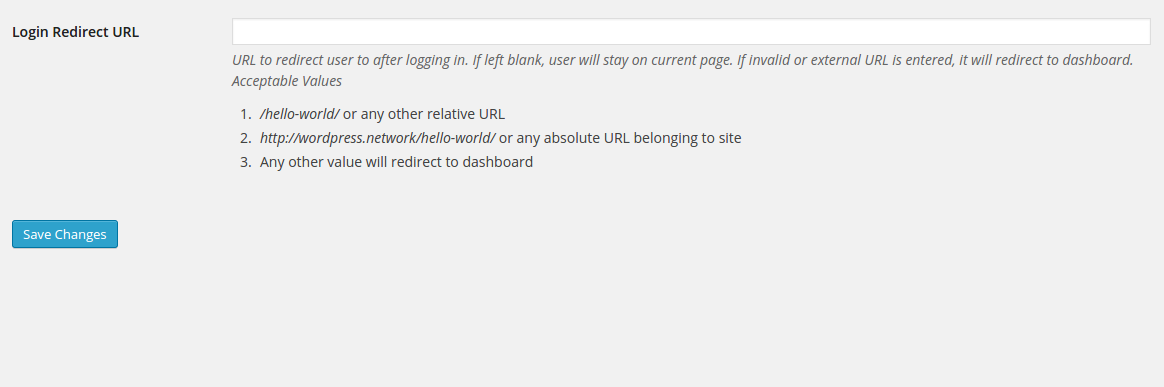 Login Redirect URL
URL to redirect user to after logging in. If left blank, user will stay on current page. If invalid or external URL is entered, it will redirect to dashboard.
Acceptable Values
1. /hello-world/ or any other relative URL
2. http://wordpress.network/hello-world/ or any absolute URL belonging to site
3. Any other value will redirect to dashboard
Save Changes